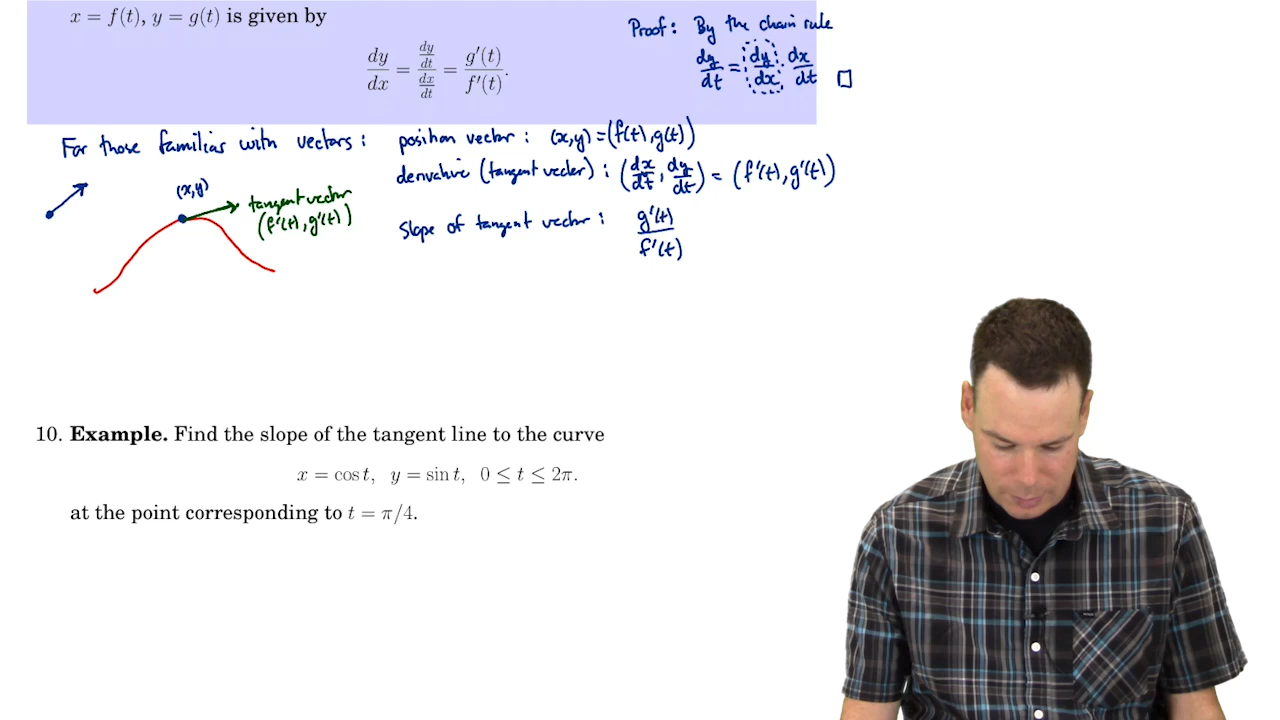 x = f(t), y = g(t) is given by
dy/dx = (dy/dt)/(dx/dt) = g'(t)/f'(t).
Proof: By the chain rule
dy/dt = dy/dx · dx/dt □
For those familiar with vectors:
position vector: (x,y) = (f(t), g(t))
derivative (tangent vector): (dx/dt, dy/dt) = (f'(t), g'(t))
Slope of tangent vector: g'(t)/f'(t)
(x,y)
tangent vector
(f'(t), g'(t))
10. Example. Find the slope of the tangent line to the curve
x = cos t, y = sin t, 0 ≤ t ≤ 2π.
at the point corresponding to t = π/4.